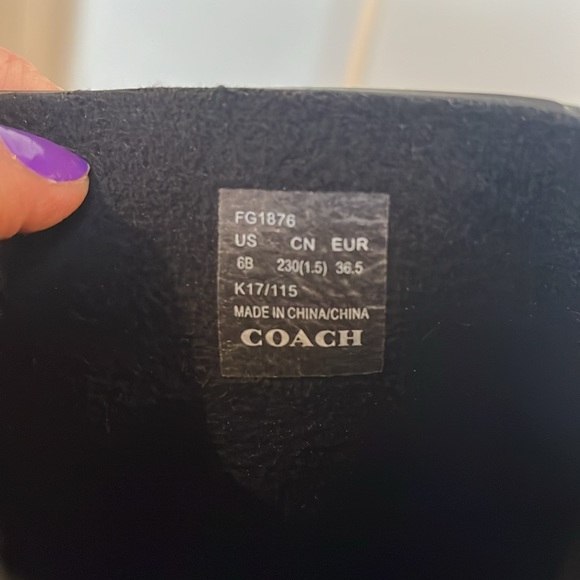 FG1876
US CN EUR
6B 230(1.5) 36.5
K17/115
MADE IN CHINA/CHINA
COACH